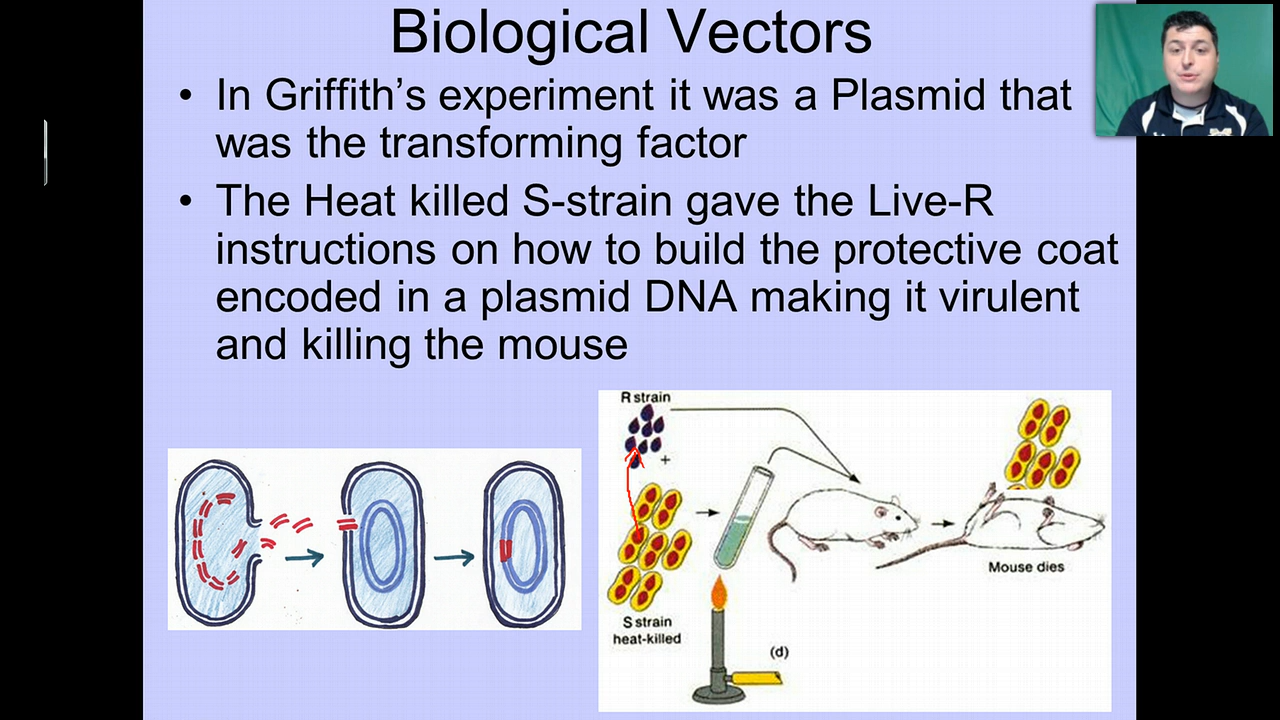 Biological Vectors
• In Griffith’s experiment it was a Plasmid that
was the transforming factor
• The Heat killed S-strain gave the Live-R
instructions on how to build the protective coat
encoded in a plasmid DNA making it virulent
and killing the mouse
R strain
+
Mouse dies
S strain
heat-killed
(d)